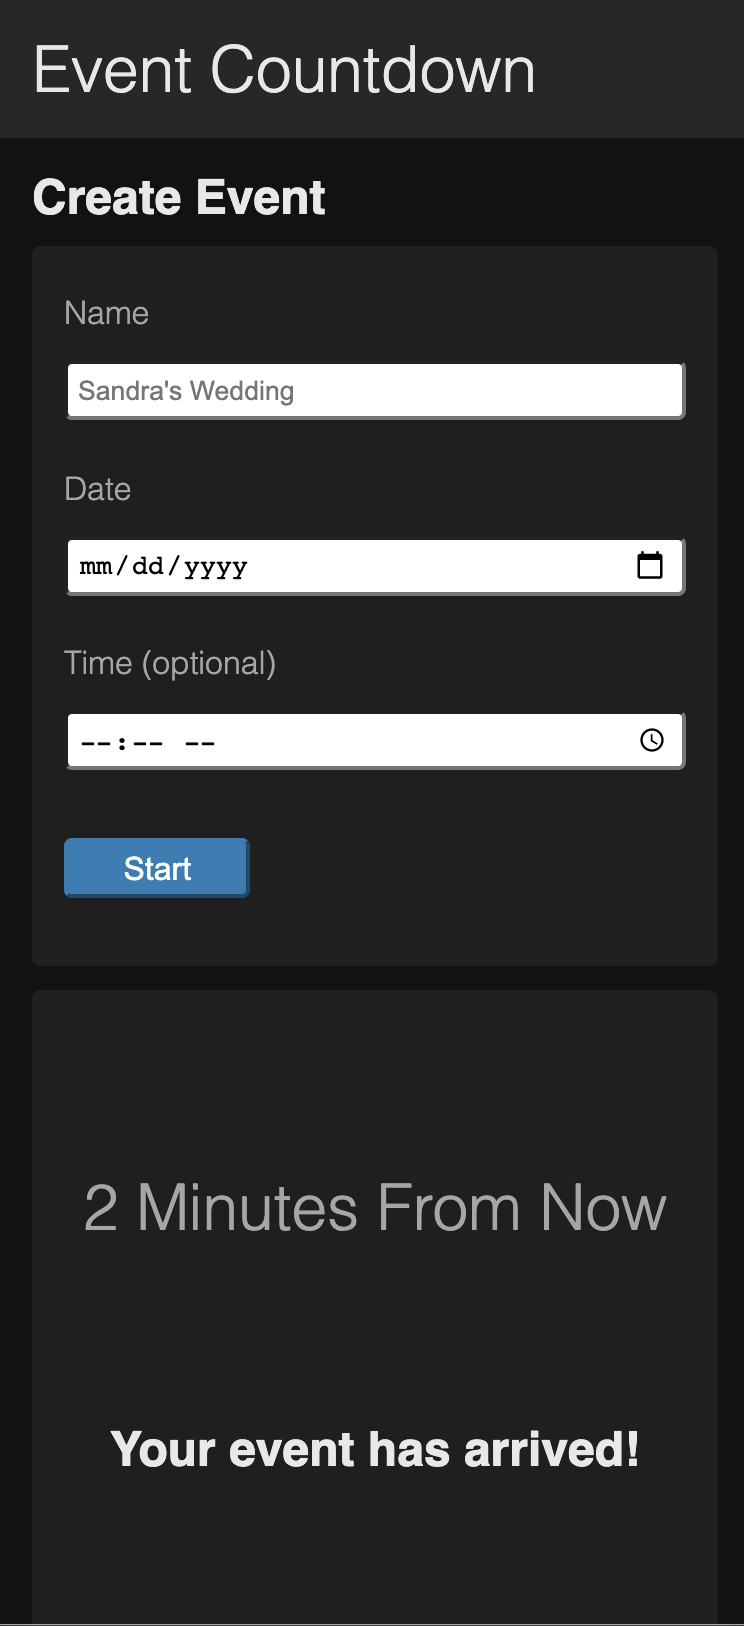 Event Countdown
Create Event
Name
Sandra's Wedding
Date
mm/dd/yyyy
Time (optional)
--:-- --
Start
2 Minutes From Now
Your event has arrived!